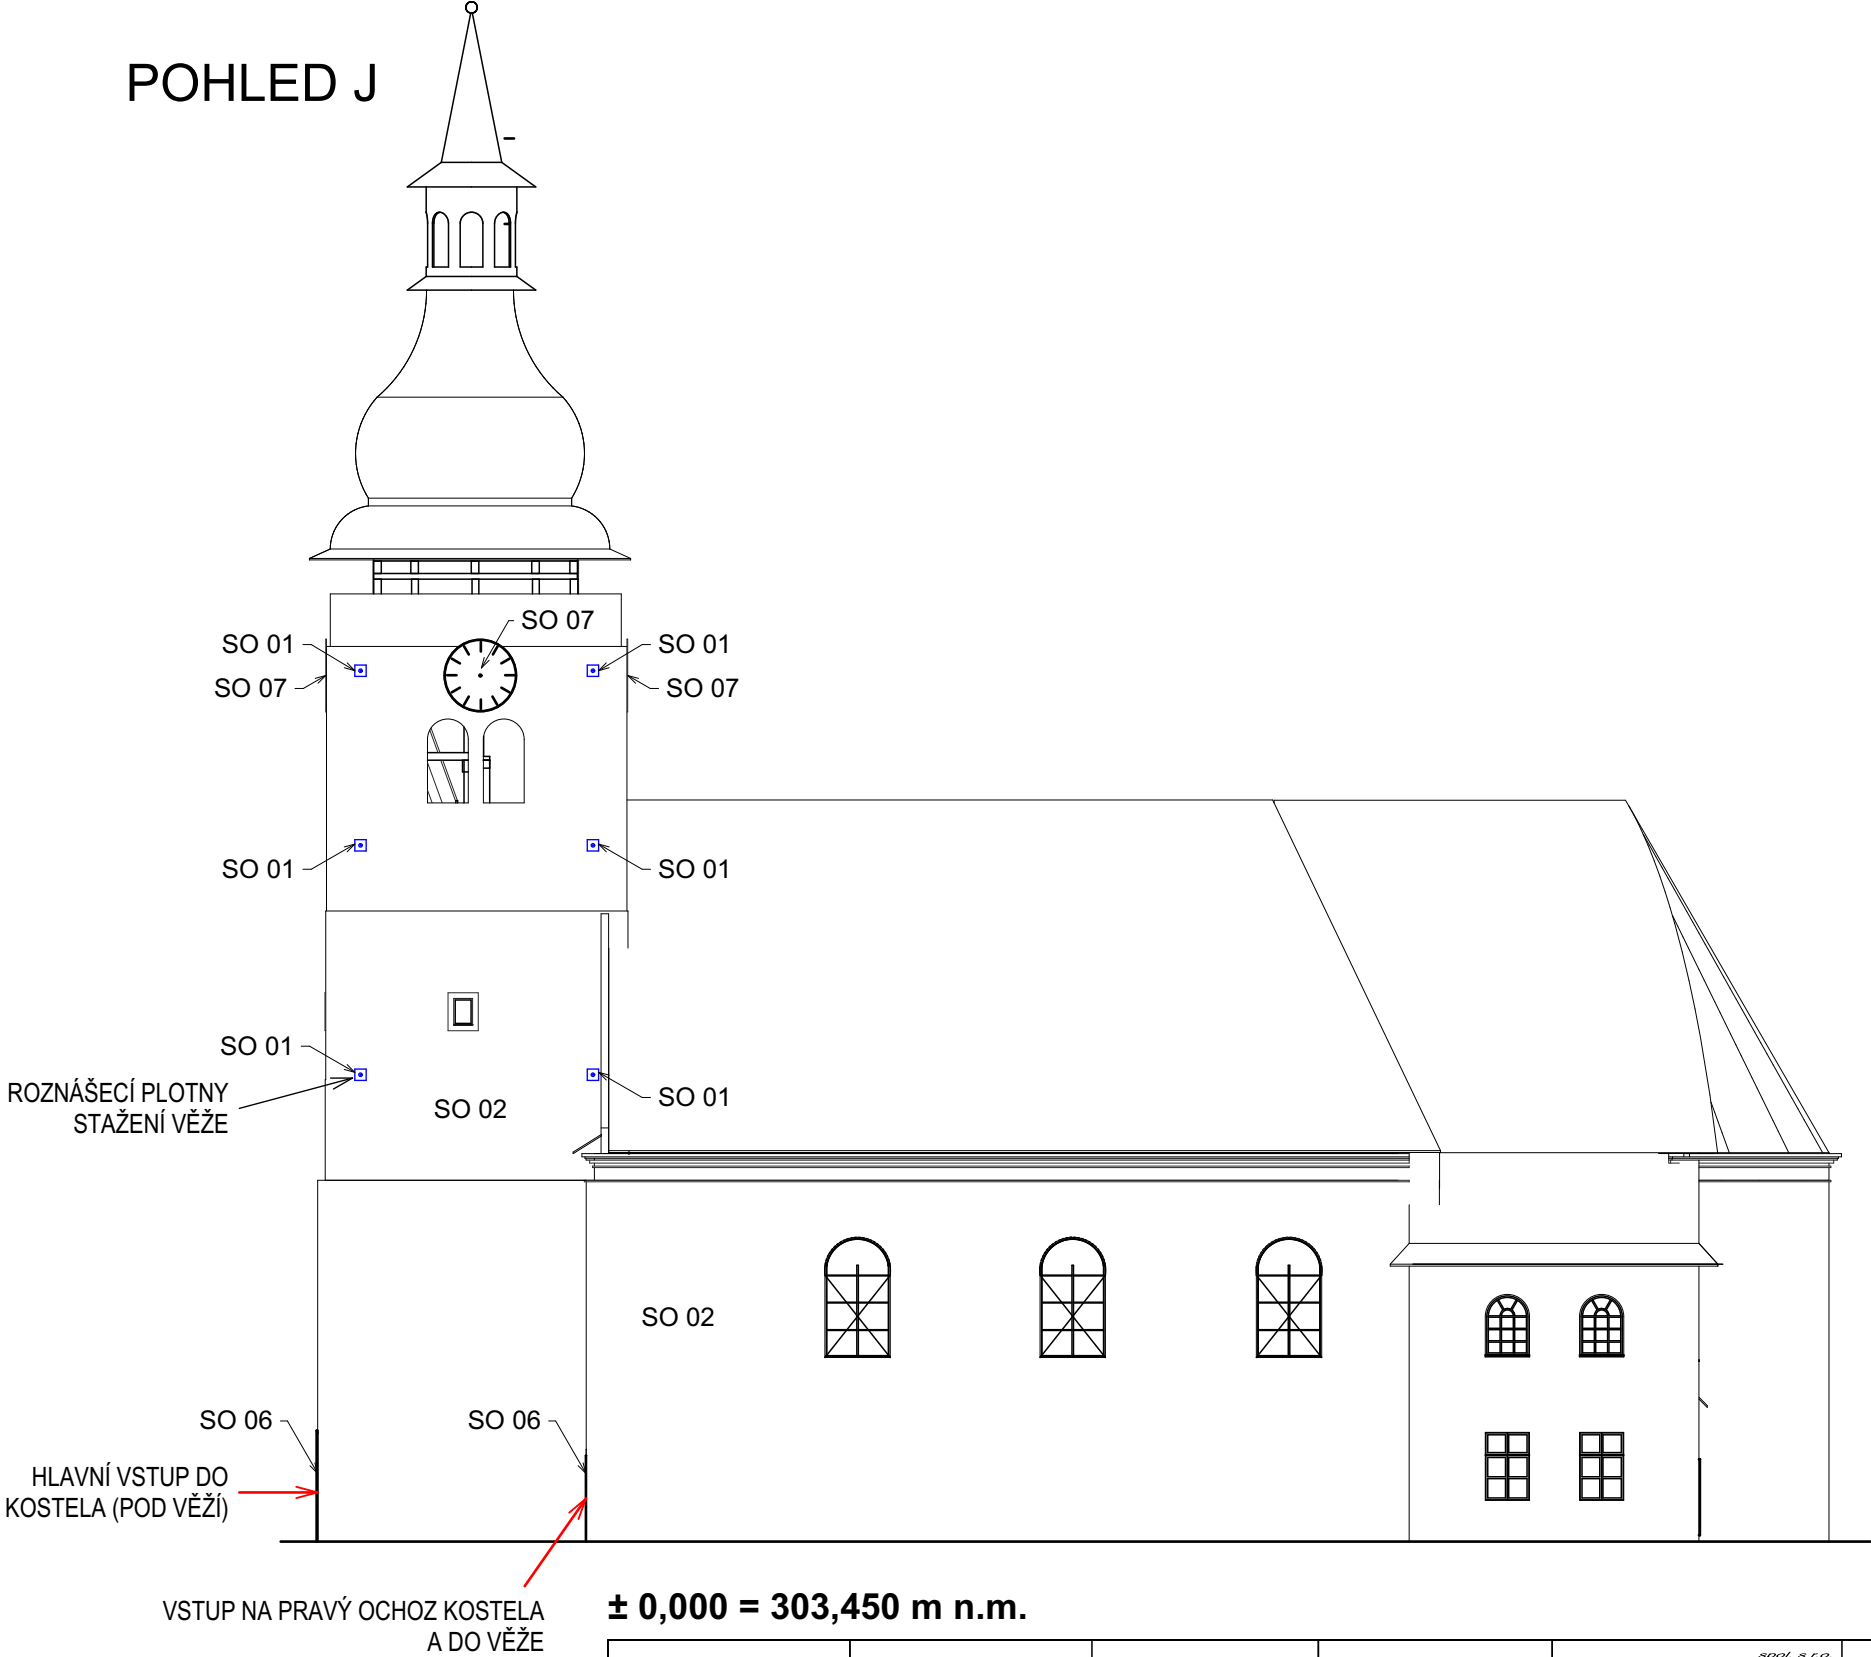 POHLED J
SO 07
SO 01
SO 01
SO 07
SO 07
SO 01
SO 01
SO 01
ROZNÁŠECÍ PLOTNY
STAŽENÍ VĚŽE
SO 02
SO 01
SO 02
SO 06
SO 06
HLAVNÍ VSTUP DO
KOSTELA (POD VĚŽÍ)
VSTUP NA PRAVÝ OCHOZ KOSTELA
A DO VĚŽE
± 0,000 = 303,450 m n.m.
spol. s r.o.